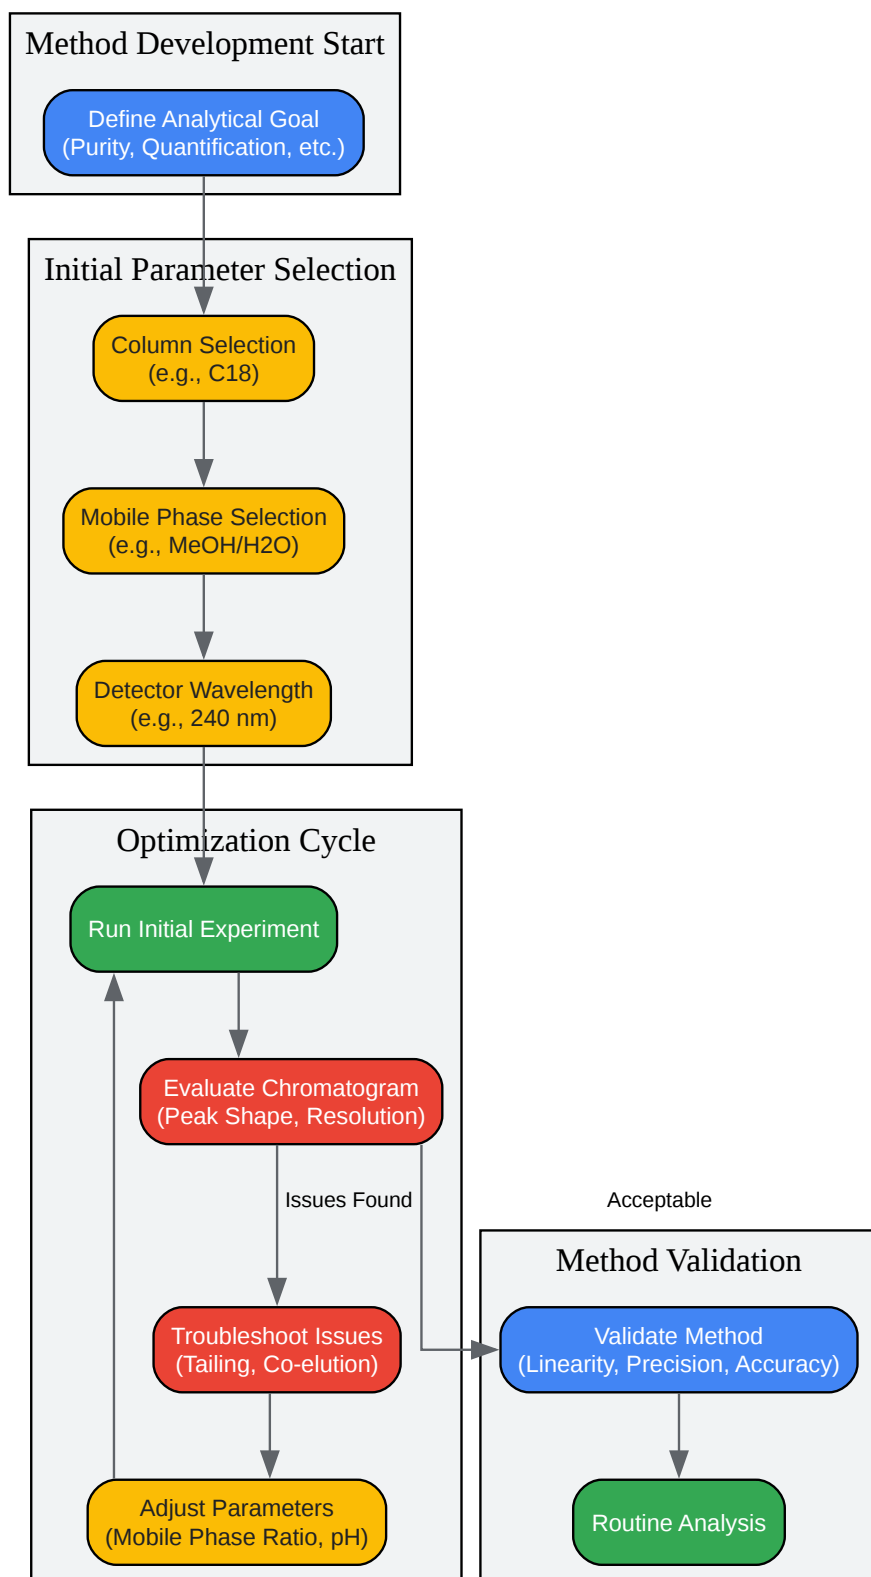 Method Development Start
Define Analytical Goal
(Purity, Quantification, etc.)
Initial Parameter Selection
Column Selection
(e.g., C18)
Mobile Phase Selection
(e.g., MeOH/H2O)
Detector Wavelength
(e.g., 240 nm)
Optimization Cycle
Run Initial Experiment
Evaluate Chromatogram
(Peak Shape, Resolution)
Issues Found
Acceptable
Method Validation
Troubleshoot Issues
(Tailing, Co-elution)
Validate Method
(Linearity, Precision, Accuracy)
Adjust Parameters
(Mobile Phase Ratio, pH)
Routine Analysis